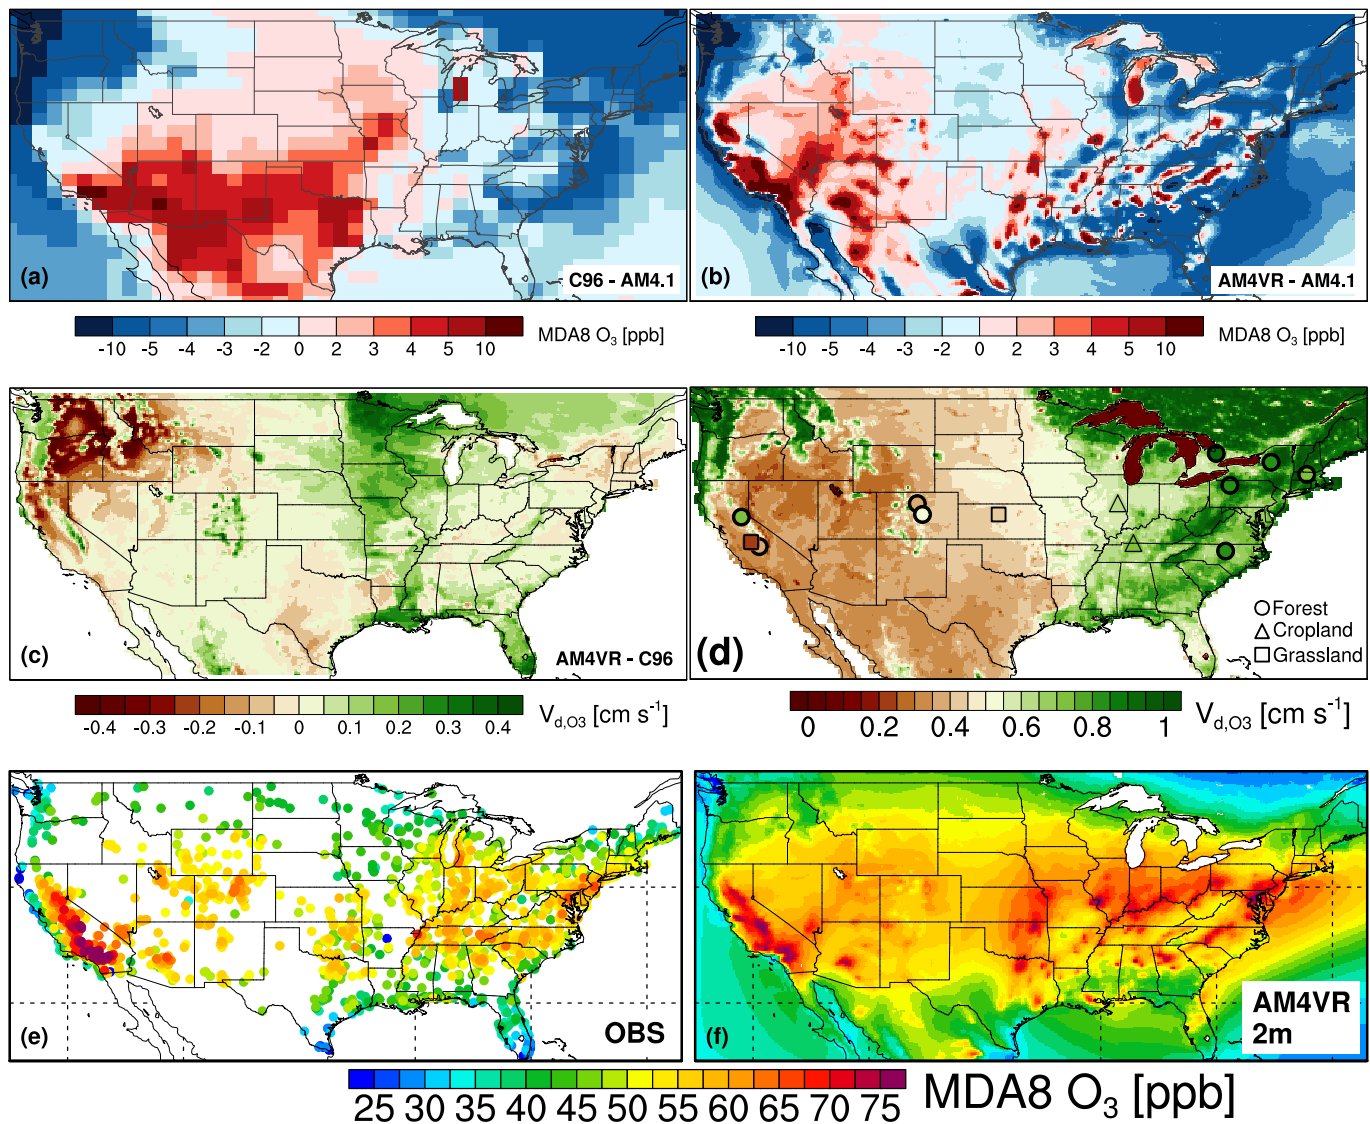 (a)
C96 - AM4.1
(b)
AM4VR - AM4.1
-10 -5 -4 -3 -2 0 2 3 4 5 10
MDA8 O₃ [ppb]
-10 -5 -4 -3 -2 0 2 3 4 5 10
MDA8 O₃ [ppb]
(c)
AM4VR - C96
(d)
Forest
Cropland
Grassland
-0.4 -0.3 -0.2 -0.1 0 0.1 0.2 0.3 0.4
V_d,O3 [cm s⁻¹]
0 0.2 0.4 0.6 0.8 1
V_d,O3 [cm s⁻¹]
(e)
OBS
(f)
AM4VR
2m
25 30 35 40 45 50 55 60 65 70 75
MDA8 O₃ [ppb]